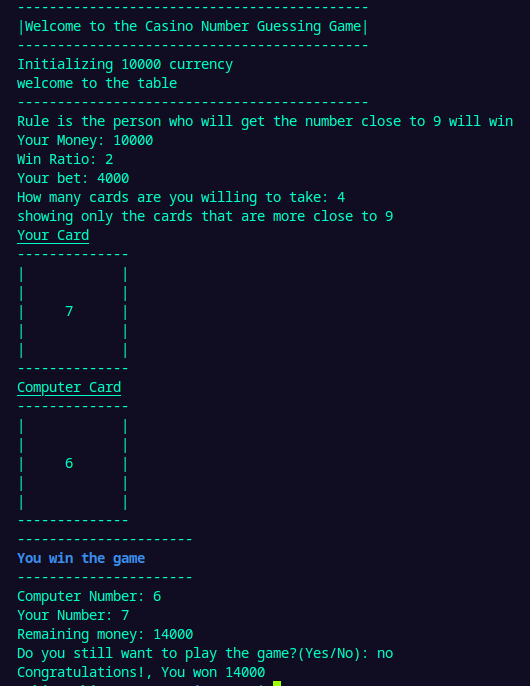 --------------------------------------------
|Welcome to the Casino Number Guessing Game|
--------------------------------------------
Initializing 10000 currency
welcome to the table
--------------------------------------------
Rule is the person who will get the number close to 9 will win
Your Money: 10000
Win Ratio: 2
Your bet: 4000
How many cards are you willing to take: 4
showing only the cards that are more close to 9
Your Card
--------------
|            |
|            |
|     7      |
|            |
|            |
--------------
Computer Card
--------------
|            |
|            |
|     6      |
|            |
|            |
--------------
----------------------
You win the game
----------------------
Computer Number: 6
Your Number: 7
Remaining money: 14000
Do you still want to play the game?(Yes/No): no
Congratulations!, You won 14000